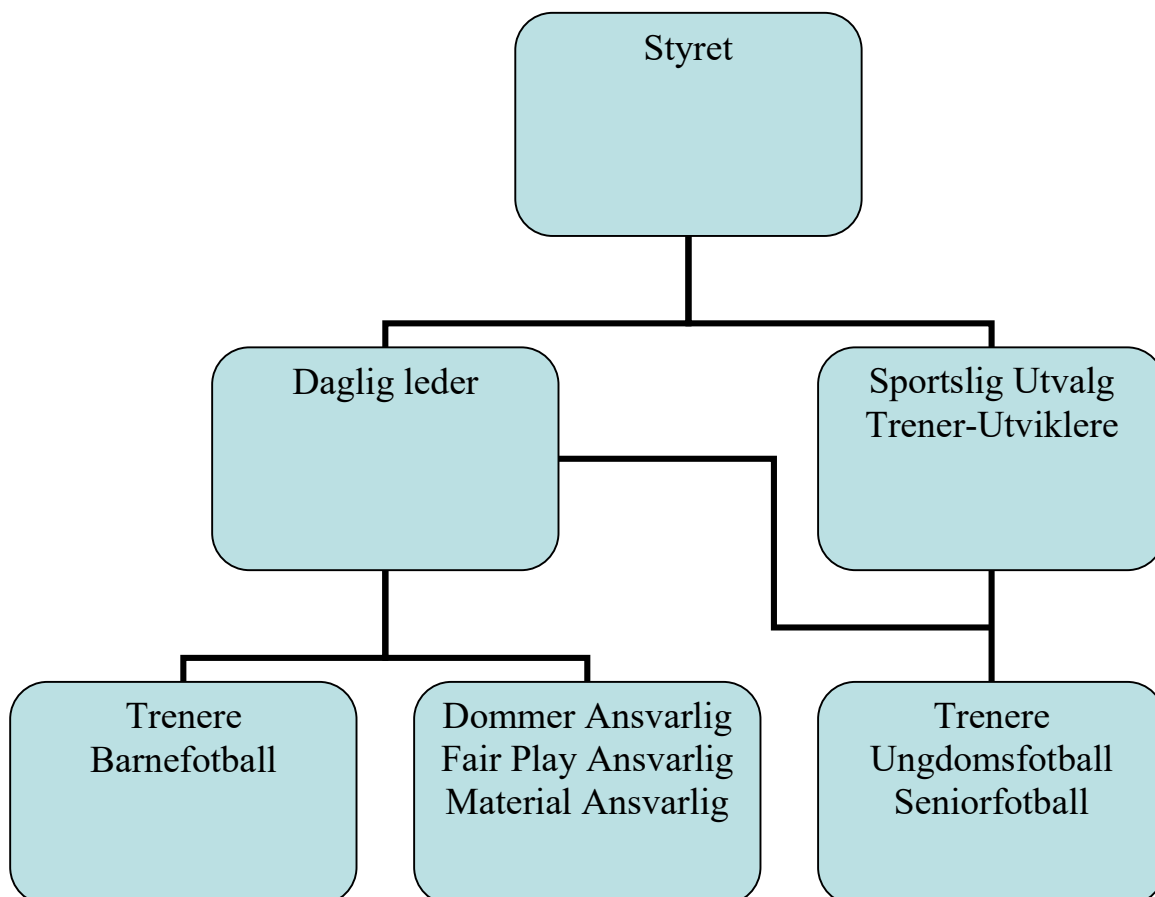 Styret
Daglig leder
Sportslig Utvalg
Trener-Utviklere
Trenere
Barnefotball
Dommer Ansvarlig
Fair Play Ansvarlig
Material Ansvarlig
Trenere
Ungdomsfotball
Seniorfotball